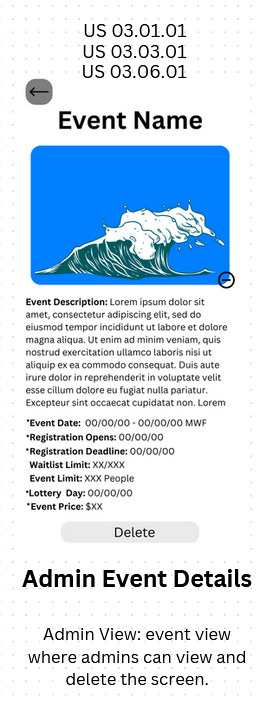 US 03.01.01
US 03.03.01
US 03.06.01
Event Name
Event Description: Lorem ipsum dolor sit
amet, consectetur adipiscing elit, sed do
eiusmod tempor incididunt ut labore et dolore
magna aliqua. Ut enim ad minim veniam, quis
nostrud exercitation ullamco laboris nisi ut
aliquip ex ea commodo consequat. Duis aute
irure dolor in reprehenderit in voluptate velit
esse cillum dolore eu fugiat nulla pariatur.
Excepteur sint occaecat cupidatat non. Lorem
*Event Date: 00/00/00 - 00/00/00 MWF
*Registration Opens: 00/00/00
*Registration Deadline: 00/00/00
Waitlist Limit: XX/XXX
Event Limit: XXX People
*Lottery Day: 00/00/00
*Event Price: $XX
Delete
Admin Event Details
Admin View: event view
where admins can view and
delete the screen.